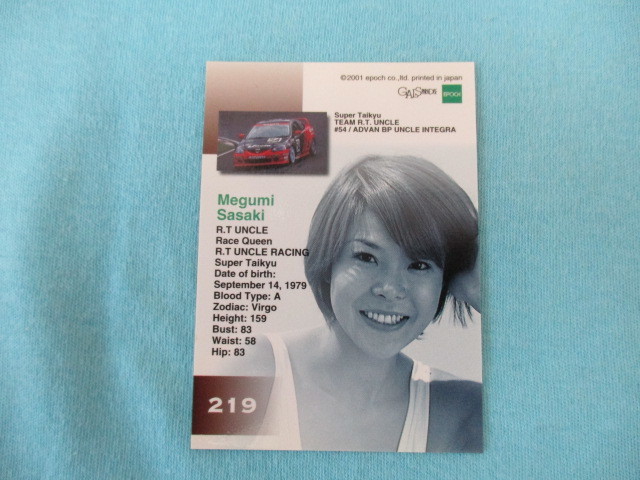 ©2001 epoch co.,ltd. printed in japan
GALS
EPOCH
Super Taikyu
TEAM R.T. UNCLE
#54 / ADVAN BP UNCLE INTEGRA
Megumi
Sasaki
R.T UNCLE
Race Queen
R.T UNCLE RACING
Super Taikyu
Date of birth:
September 14, 1979
Blood Type: A
Zodiac: Virgo
Height: 159
Bust: 83
Waist: 58
Hip: 83
219